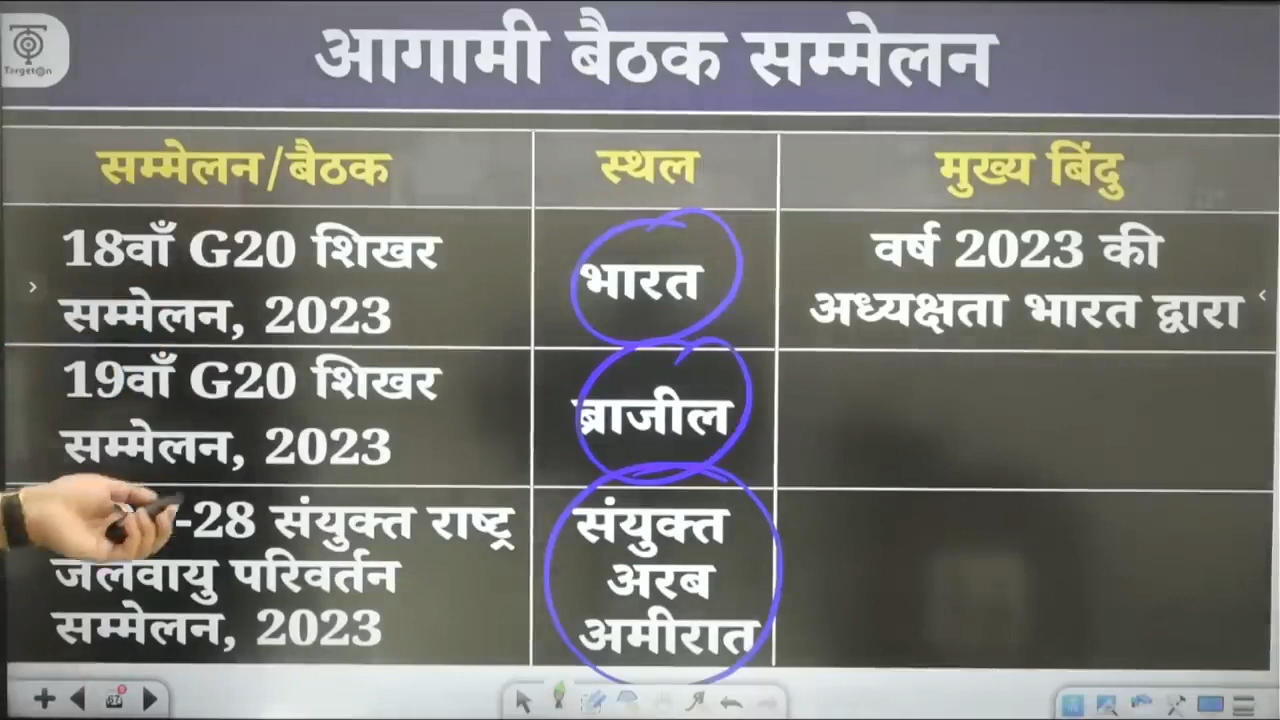 Target@n
आगामी बैठक सम्मेलन
सम्मेलन/बैठक
स्थल
मुख्य बिंदु
18वाँ G20 शिखर
सम्मेलन, 2023
भारत
वर्ष 2023 की
अध्यक्षता भारत द्वारा
19वाँ G20 शिखर
सम्मेलन, 2023
ब्राजील
-28 संयुक्त राष्ट्र
जलवायु परिवर्तन
सम्मेलन, 2023
संयुक्त
अरब
अमीरात